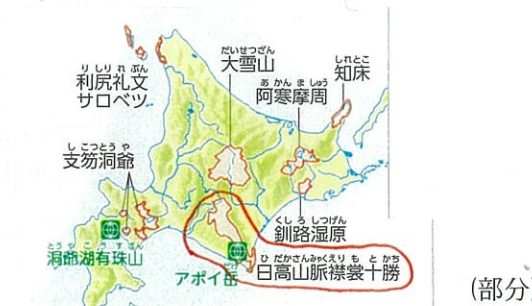 だいせつざん
大雪山
しれとこ
知床
りしりれぶん
利尻礼文
サロベツ
あかんましゅう
阿寒摩周
しこつとうや
支笏洞爺
くしろしつげん
釧路湿原
とうやこうすざん
洞爺湖有珠山
アポイ岳
ひだかさんみゃくえりもとかち
日高山脈襟裳十勝
(部分